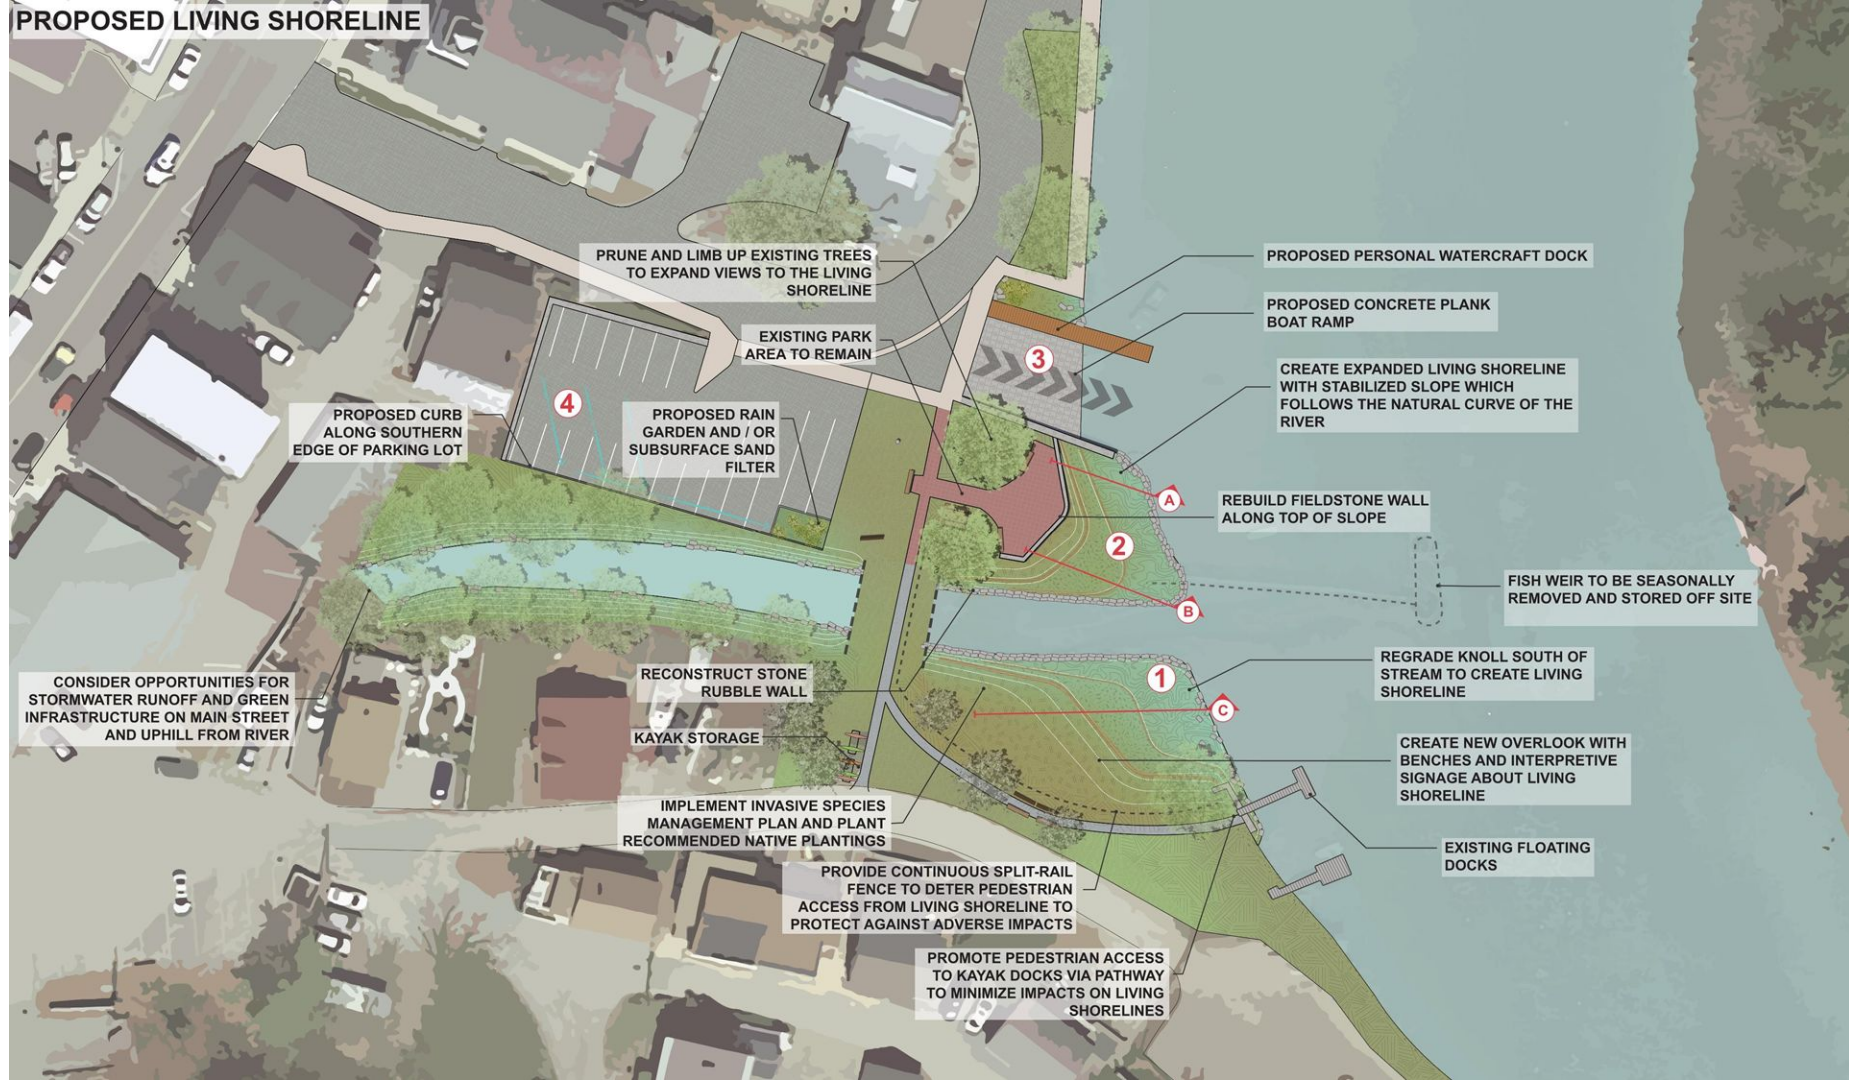 PROPOSED LIVING SHORELINE
PRUNE AND LIMB UP EXISTING TREES
TO EXPAND VIEWS TO THE LIVING
SHORELINE
EXISTING PARK
AREA TO REMAIN
PROPOSED PERSONAL WATERCRAFT DOCK
PROPOSED CONCRETE PLANK
BOAT RAMP
3
CREATE EXPANDED LIVING SHORELINE
WITH STABILIZED SLOPE WHICH
FOLLOWS THE NATURAL CURVE OF THE
RIVER
4
PROPOSED CURB
ALONG SOUTHERN
EDGE OF PARKING LOT
PROPOSED RAIN
GARDEN AND / OR
SUBSURFACE SAND
FILTER
A
REBUILD FIELDSTONE WALL
ALONG TOP OF SLOPE
2
B
FISH WEIR TO BE SEASONALLY
REMOVED AND STORED OFF SITE
CONSIDER OPPORTUNITIES FOR
STORMWATER RUNOFF AND GREEN
INFRASTRUCTURE ON MAIN STREET
AND UPHILL FROM RIVER
RECONSTRUCT STONE
RUBBLE WALL
1
REGRADE KNOLL SOUTH OF
STREAM TO CREATE LIVING
SHORELINE
C
KAYAK STORAGE
CREATE NEW OVERLOOK WITH
BENCHES AND INTERPRETIVE
SIGNAGE ABOUT LIVING
SHORELINE
IMPLEMENT INVASIVE SPECIES
MANAGEMENT PLAN AND PLANT
RECOMMENDED NATIVE PLANTINGS
EXISTING FLOATING
DOCKS
PROVIDE CONTINUOUS SPLIT-RAIL
FENCE TO DETER PEDESTRIAN
ACCESS FROM LIVING SHORELINE TO
PROTECT AGAINST ADVERSE IMPACTS
PROMOTE PEDESTRIAN ACCESS
TO KAYAK DOCKS VIA PATHWAY
TO MINIMIZE IMPACTS ON LIVING
SHORELINES